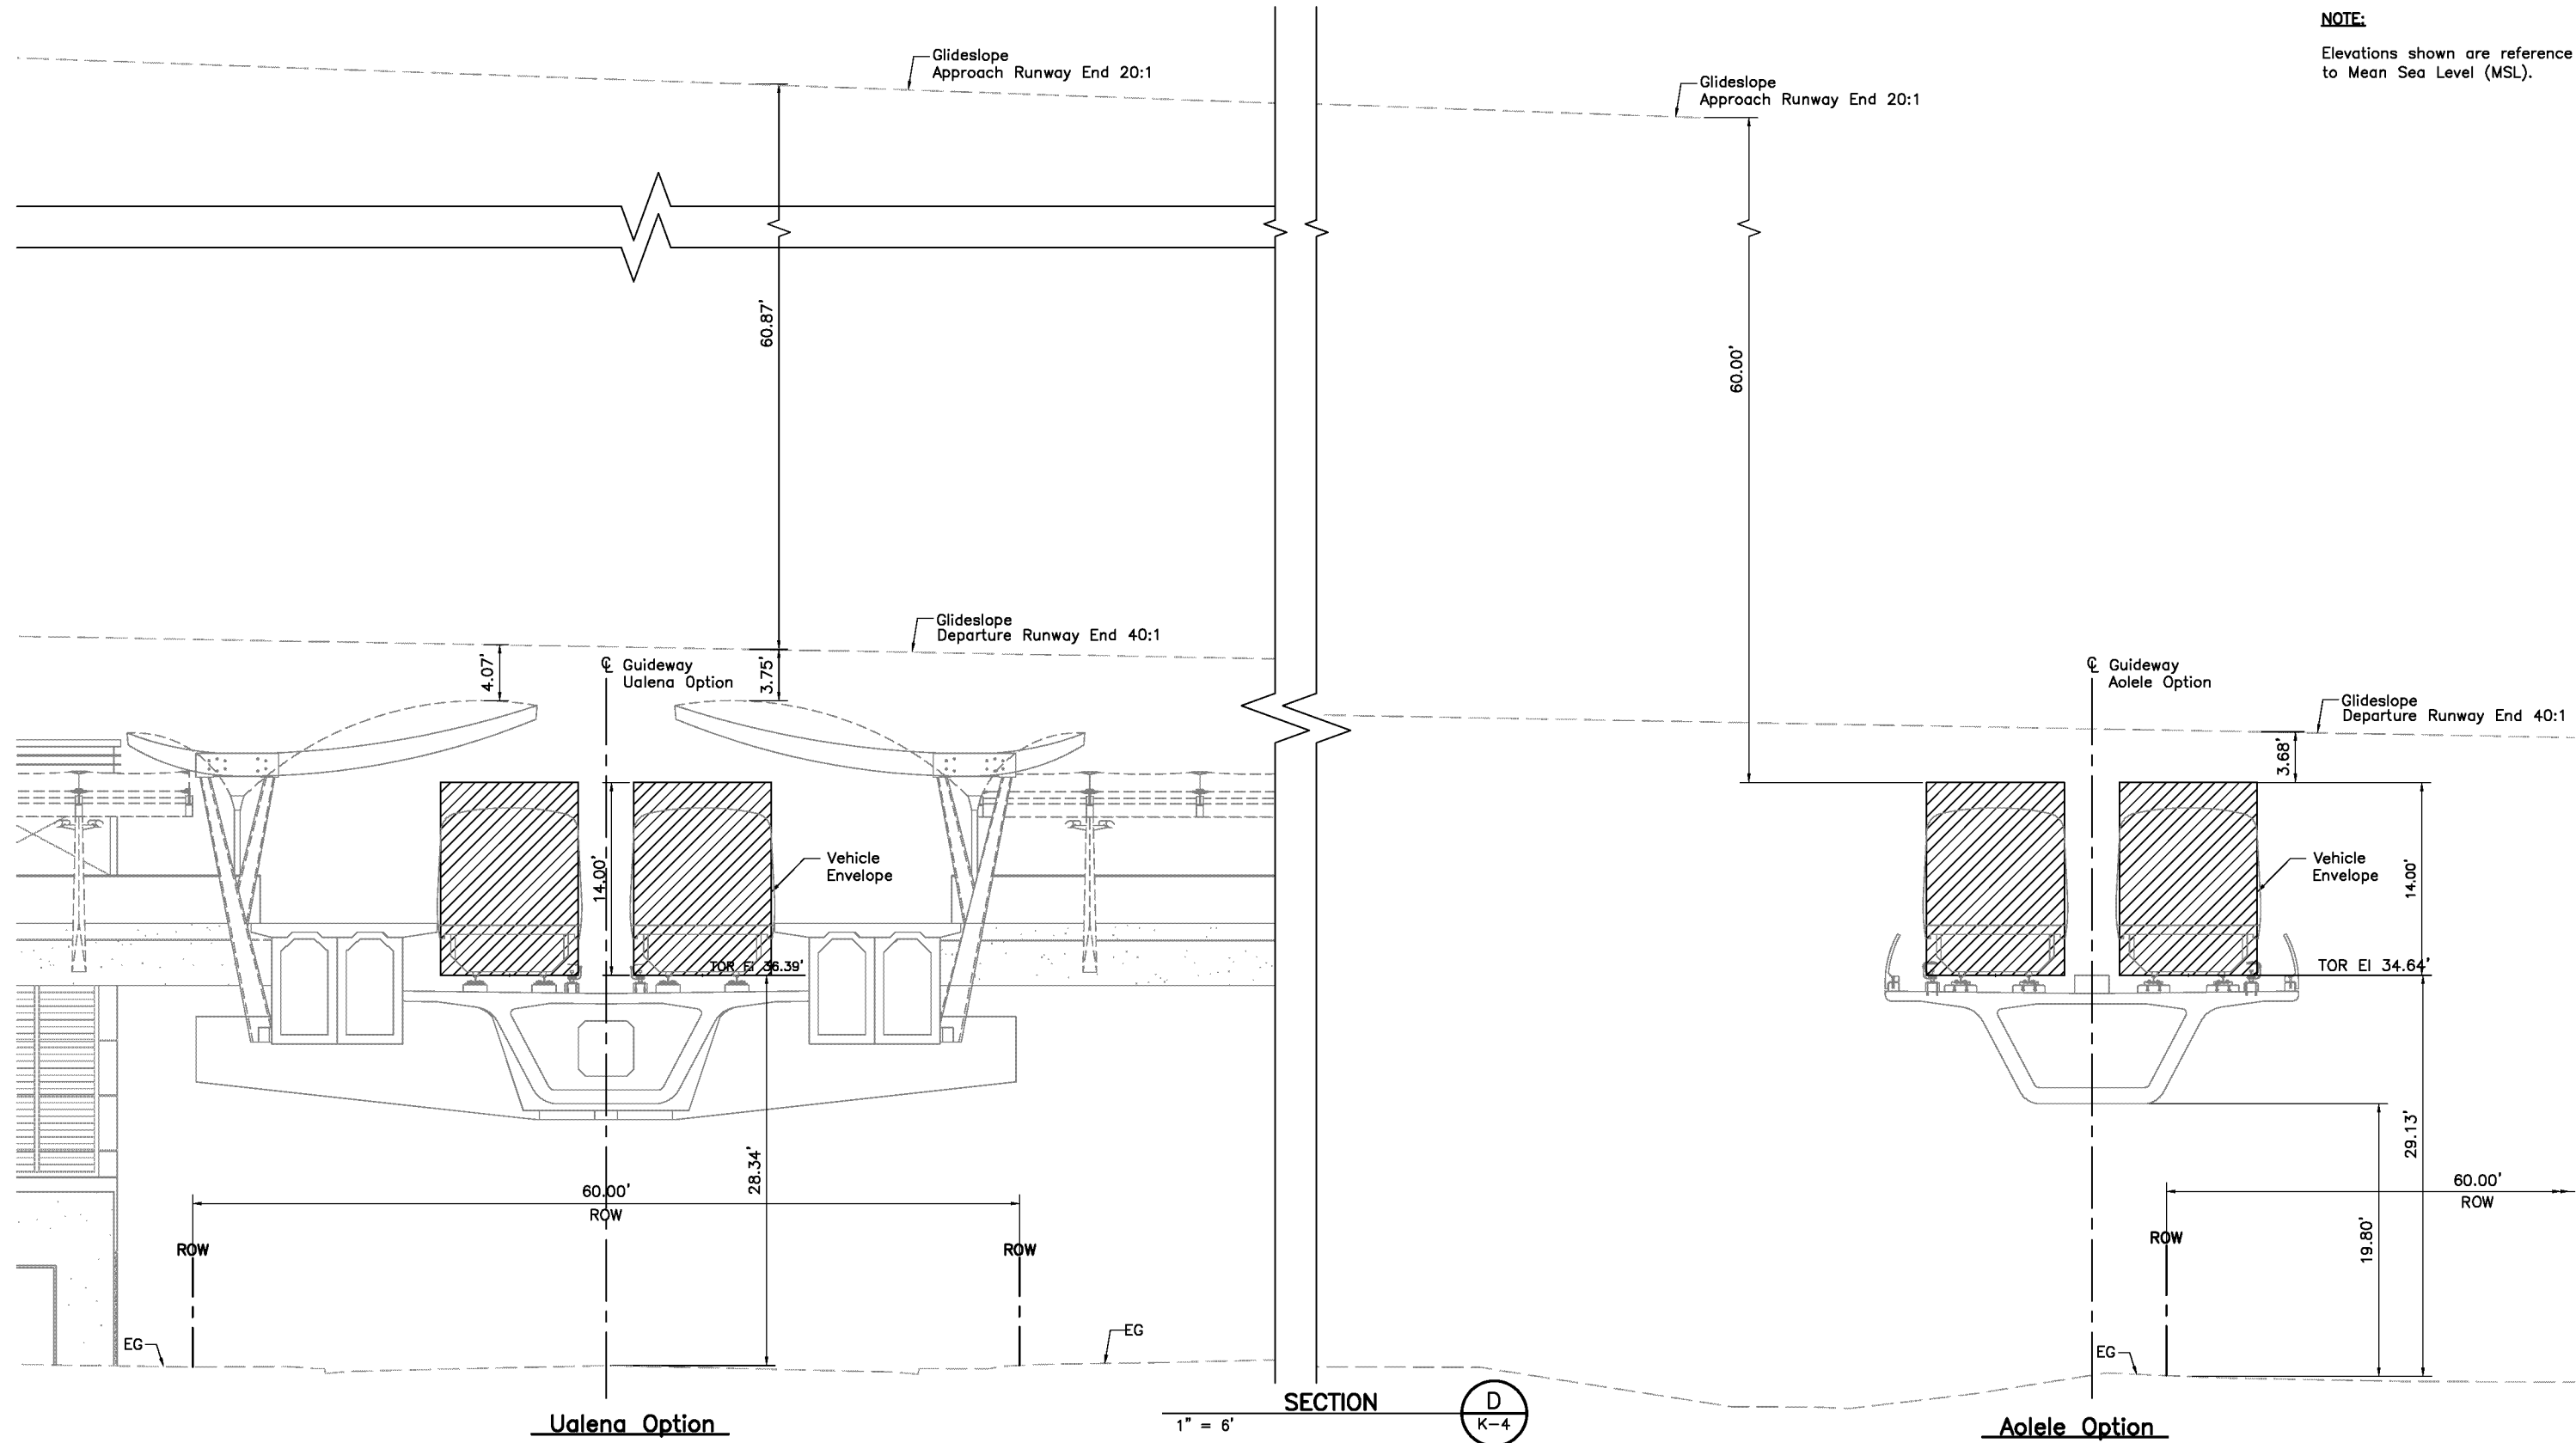 NOTE:
Elevations shown are reference
to Mean Sea Level (MSL).
Glideslope
Approach Runway End 20:1
Glideslope
Approach Runway End 20:1
60.87'
60.00'
Glideslope
Departure Runway End 40:1
4.07'
3.75'
℄ Guideway
Ualena Option
℄ Guideway
Aolele Option
Glideslope
Departure Runway End 40:1
3.68'
14.00'
Vehicle
Envelope
Vehicle
Envelope
14.00'
TOR El 36.39'
TOR El 34.64'
28.34'
29.13'
60.00'
ROW
60.00'
ROW
19.80'
ROW
ROW
ROW
EG
EG
EG
SECTION
1" = 6'
D
K-4
Ualena Option
Aolele Option